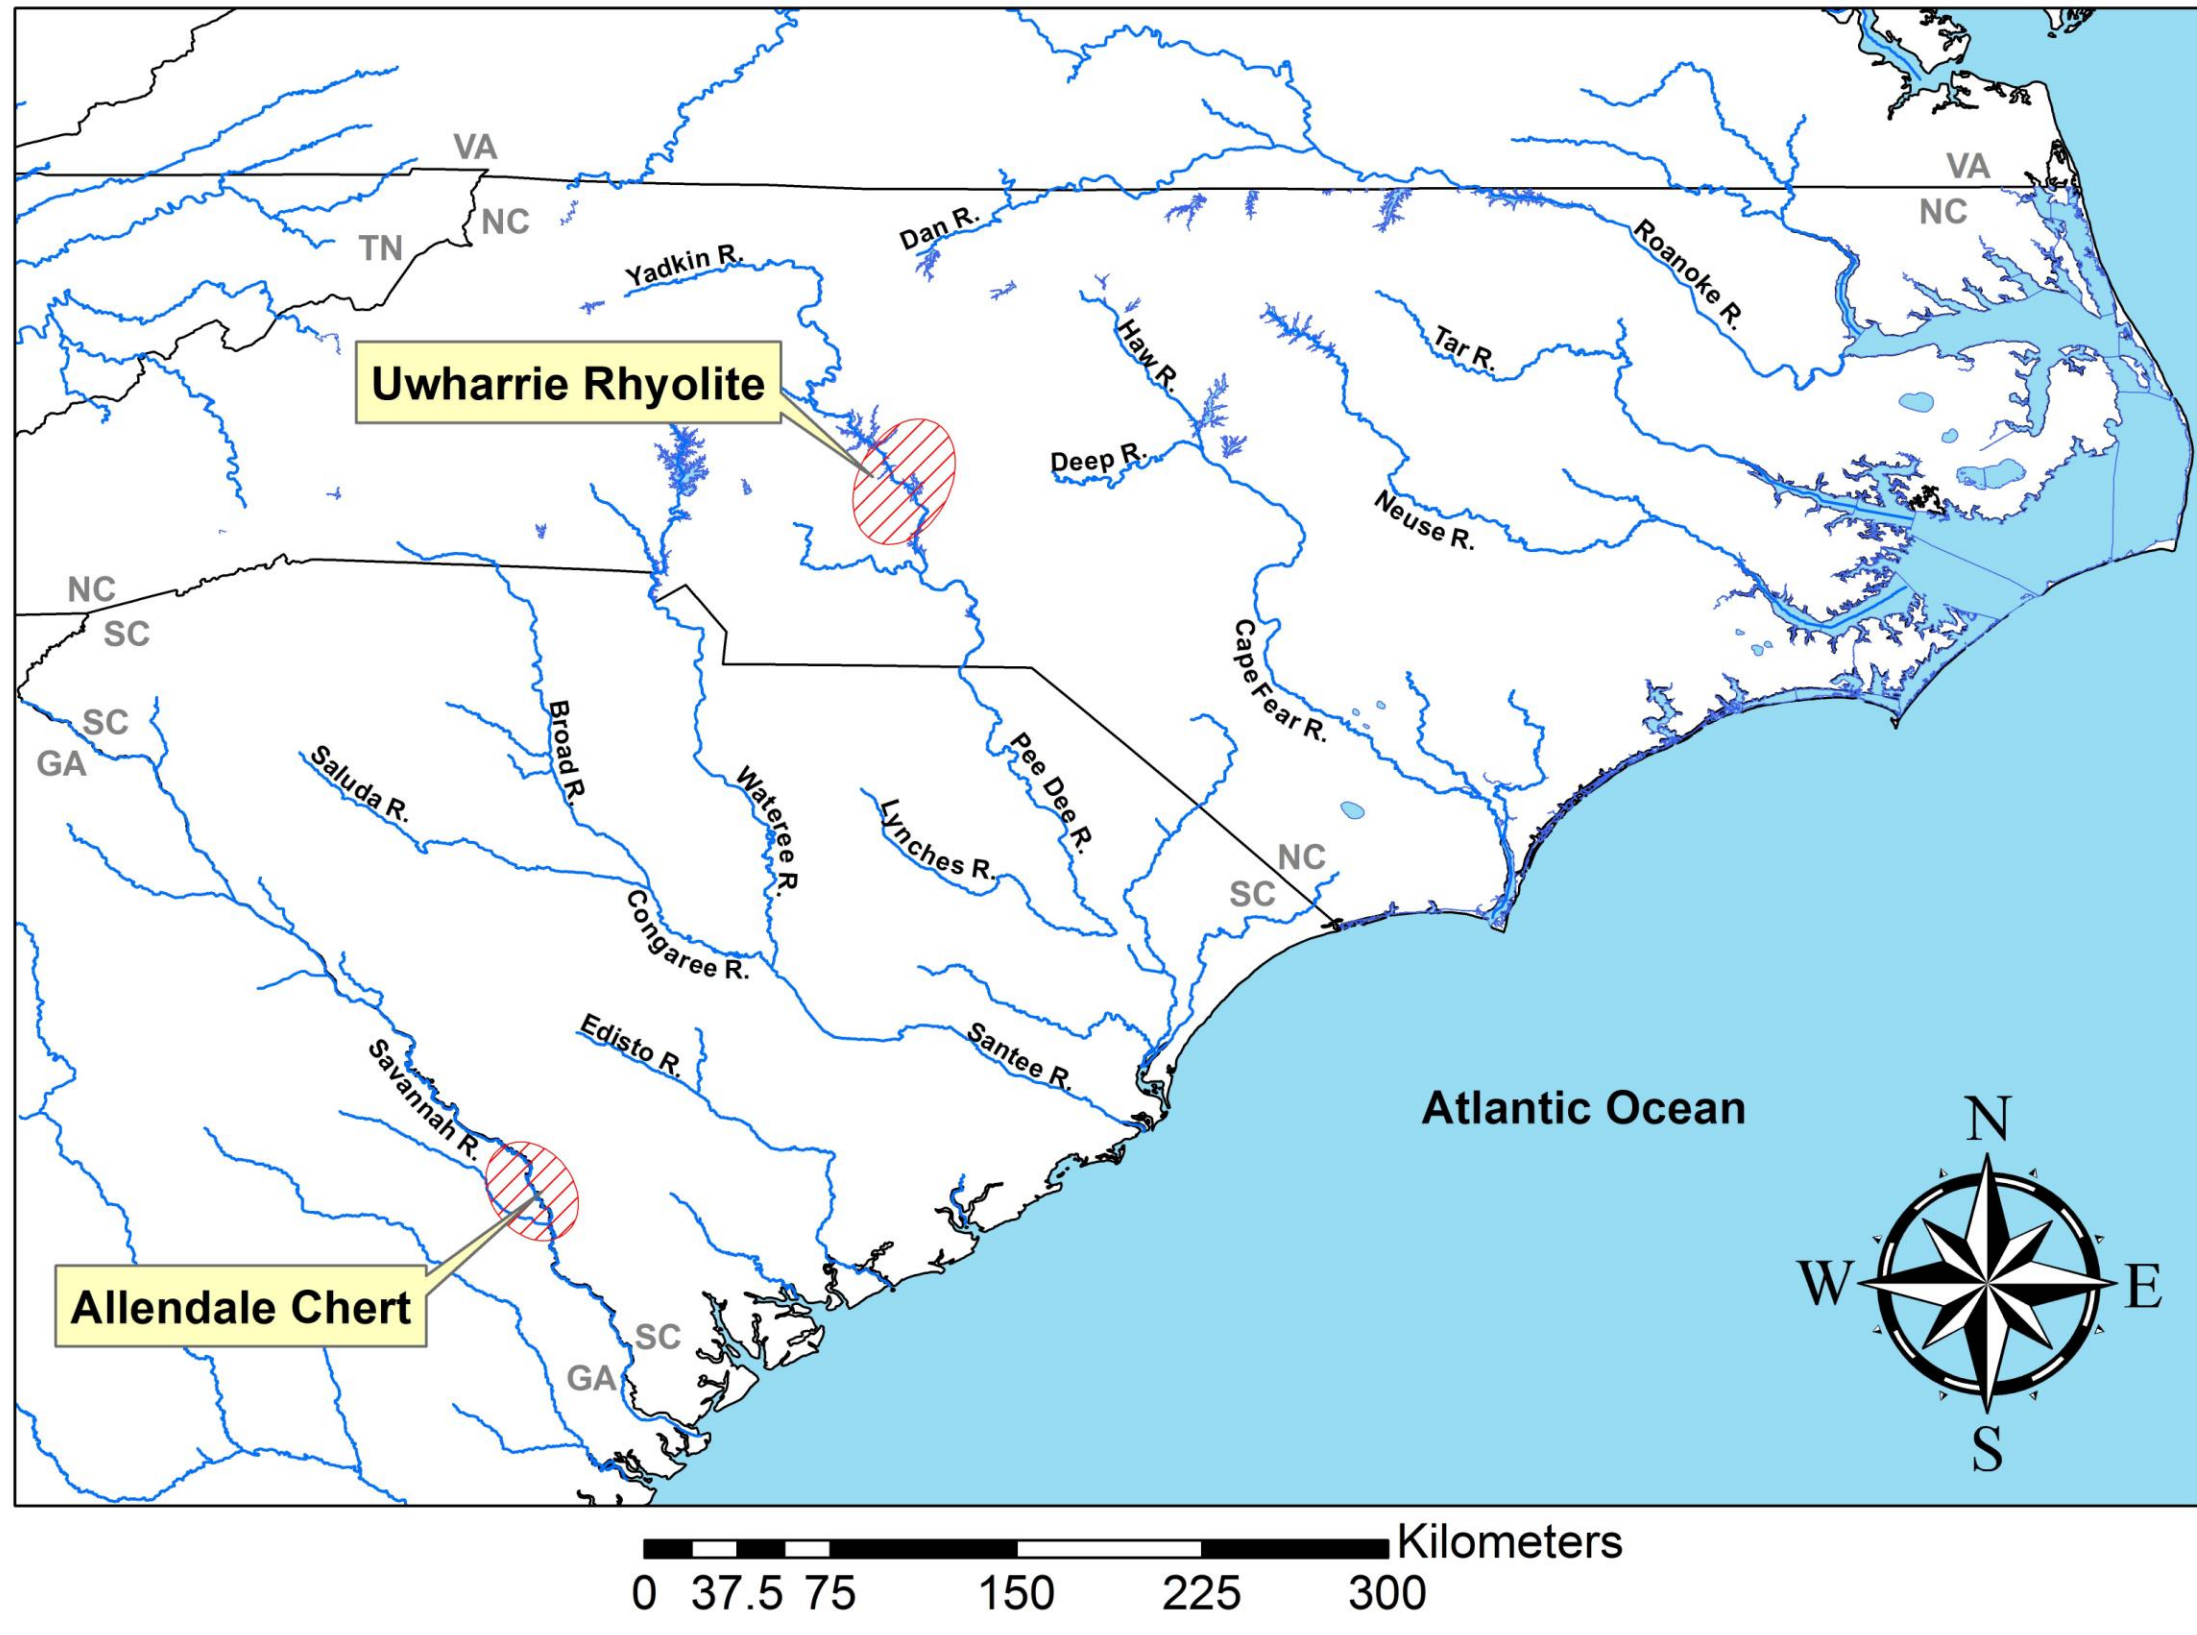 VA
VA
NC
NC
TN
Dan R.
Yadkin R.
Roanoke R.
Haw R.
Tar R.
Uwharrie Rhyolite
Deep R.
Neuse R.
NC
SC
Cape Fear R.
SC
GA
Broad R.
Saluda R.
Wateree R.
Pee Dee R.
Lynches R.
NC
SC
Congaree R.
Edisto R.
Santee R.
Savannah R.
Atlantic Ocean
N
W
E
S
Allendale Chert
SC
GA
Kilometers
0 37.5 75 150 225 300